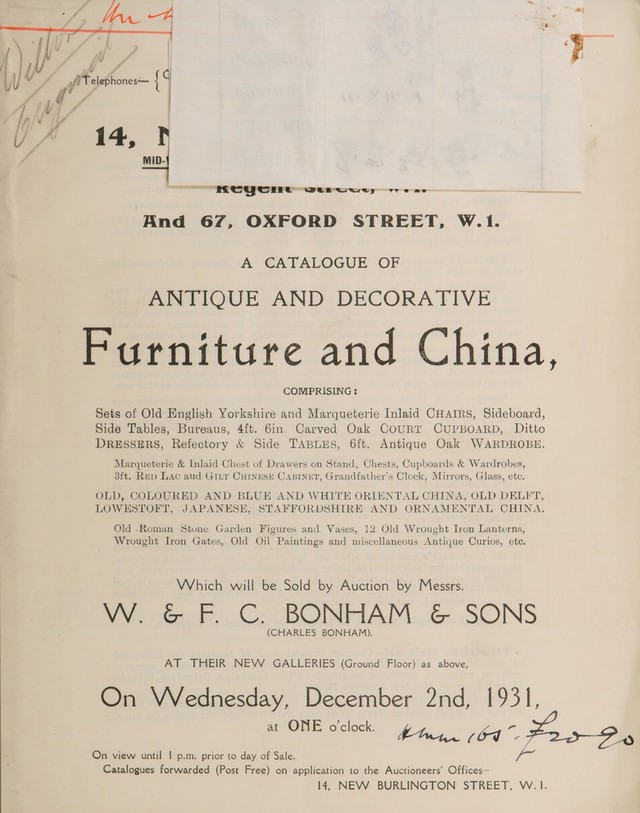 Telephones—
14,
MID-
Regent Street, W.1.
And 67, OXFORD STREET, W.1.
A CATALOGUE OF
ANTIQUE AND DECORATIVE
Furniture and China,
COMPRISING:
Sets of Old English Yorkshire and Marqueterie Inlaid CHAIRS, Sideboard,
Side Tables, Bureaus, 4ft. 6in. Carved Oak COURT CUPBOARD, Ditto
DRESSERS, Refectory & Side TABLES, 6ft. Antique Oak WARDROBE.
Marqueterie & Inlaid Chest of Drawers on Stand, Chests, Cupboards & Wardrobes,
3ft. RED LAC and GILT CHINESE CABINET, Grandfather's Clock, Mirrors, Glass, etc.
OLD, COLOURED AND BLUE AND WHITE ORIENTAL CHINA, OLD DELFT,
LOWESTOFT, JAPANESE, STAFFORDSHIRE AND ORNAMENTAL CHINA.
Old Roman Stone Garden Figures and Vases, 12 Old Wrought Iron Lanterns,
Wrought Iron Gates, Old Oil Paintings and miscellaneous Antique Curios, etc.
Which will be Sold by Auction by Messrs.
W. & F. C. BONHAM & SONS
(CHARLES BONHAM).
AT THEIR NEW GALLERIES (Ground Floor) as above,
On Wednesday, December 2nd, 1931,
at ONE o'clock.
165 £20
On view until 1 p.m. prior to day of Sale.
Catalogues forwarded (Post Free) on application to the Auctioneers' Offices—
14, NEW BURLINGTON STREET, W.1.